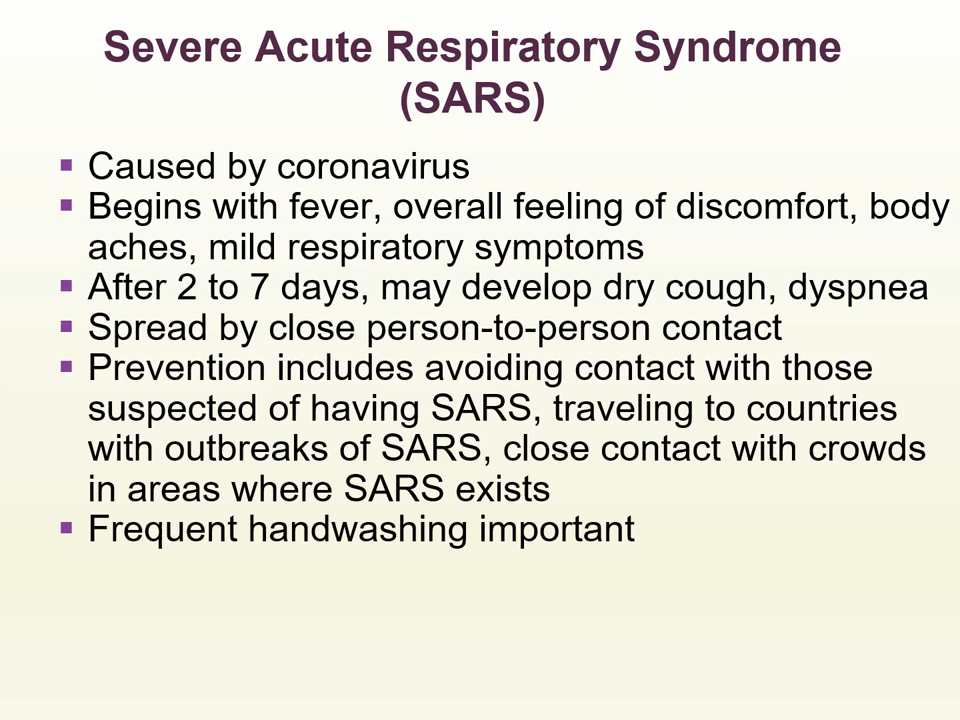 Severe Acute Respiratory Syndrome
(SARS)
▪ Caused by coronavirus
▪ Begins with fever, overall feeling of discomfort, body
aches, mild respiratory symptoms
▪ After 2 to 7 days, may develop dry cough, dyspnea
▪ Spread by close person-to-person contact
▪ Prevention includes avoiding contact with those
suspected of having SARS, traveling to countries
with outbreaks of SARS, close contact with crowds
in areas where SARS exists
▪ Frequent handwashing important